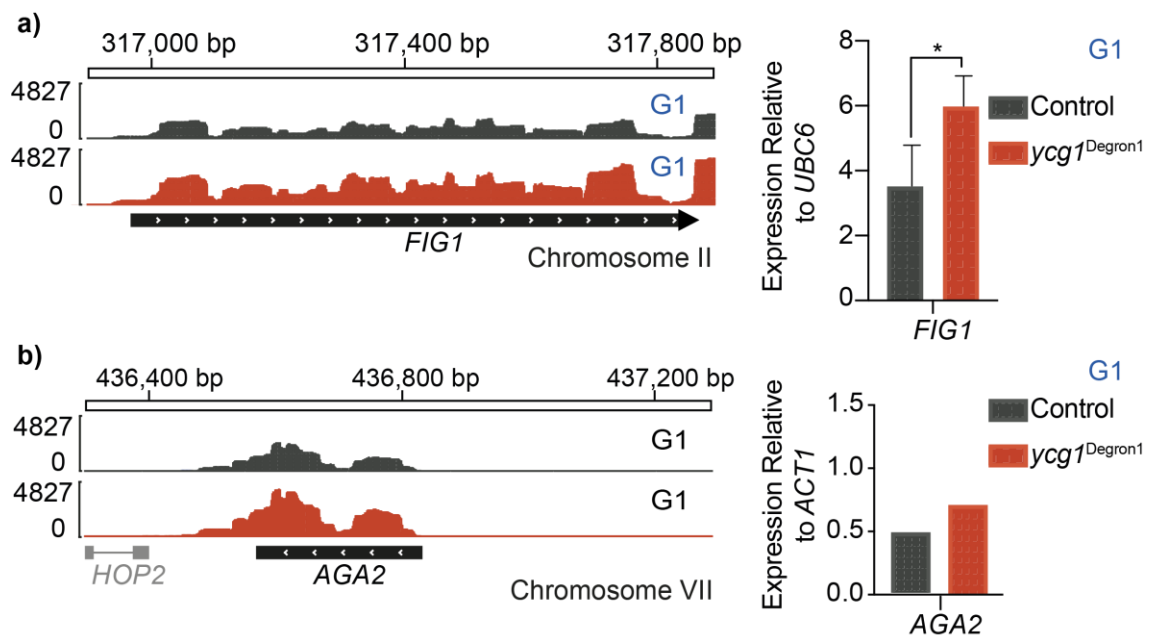 a)
317,000 bp 317,400 bp 317,800 bp
4827
0
G1
4827
0
G1
FIG1
Chromosome II
8
6
4
2
0
Expression Relative
to UBC6
*
G1
Control
ycg1Degron1
FIG1
b)
436,400 bp 436,800 bp 437,200 bp
4827
0
G1
4827
0
G1
HOP2
AGA2
Chromosome VII
1.5
1.0
0.5
0.0
Expression Relative
to ACT1
G1
Control
ycg1Degron1
AGA2